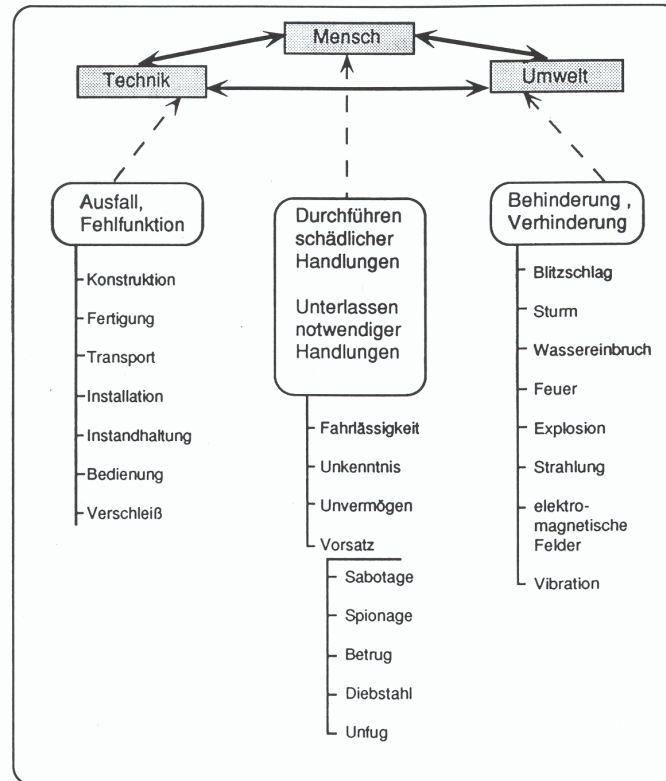 Mensch
Technik
Umwelt
Ausfall,
Fehlfunktion
Konstruktion
Fertigung
Transport
Installation
Instandhaltung
Bedienung
Verschleiß
Durchführen
schädlicher
Handlungen
Unterlassen
notwendiger
Handlungen
Fahrlässigkeit
Unkenntnis
Unvermögen
Vorsatz
Sabotage
Spionage
Betrug
Diebstahl
Unfug
Behinderung ,
Verhinderung
Blitzschlag
Sturm
Wassereinbruch
Feuer
Explosion
Strahlung
elektro-
magnetische
Felder
Vibration